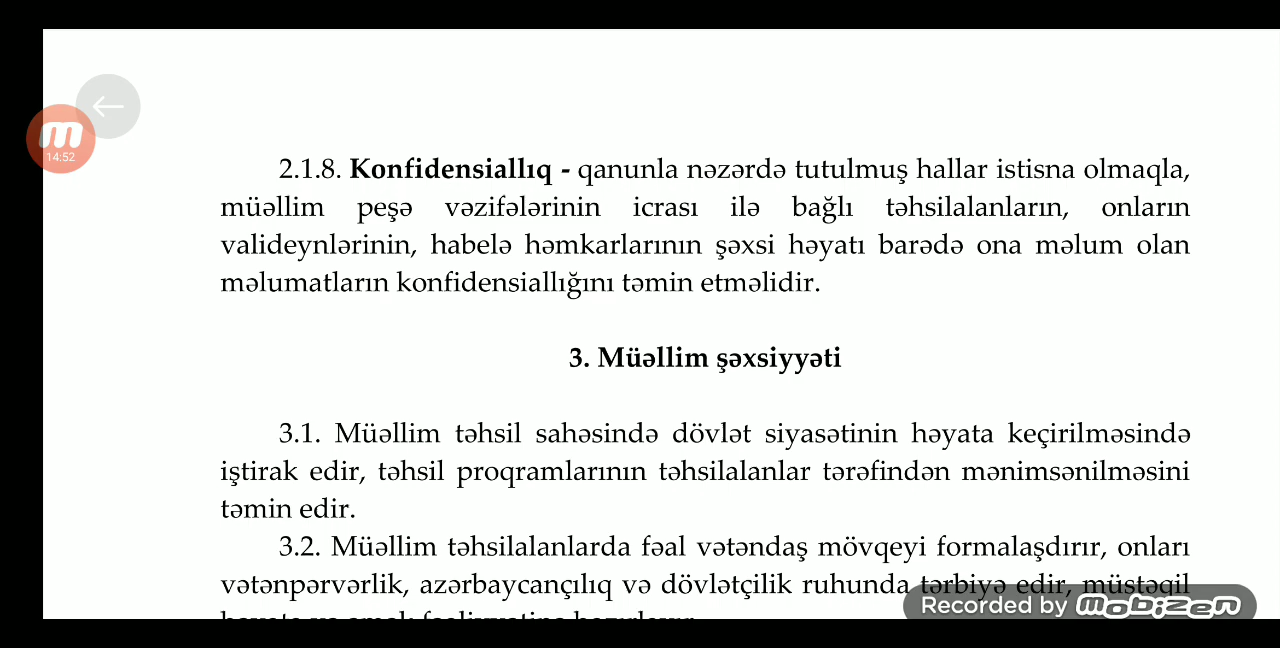 14:52
2.1.8. Konfidensiallıq - qanunla nəzərdə tutulmuş hallar istisna olmaqla,
müəllim peşə vəzifələrinin icrası ilə bağlı təhsilalanların, onların
valideynlərinin, habelə həmkarlarının şəxsi həyatı barədə ona məlum olan
məlumatların konfidensiallığını təmin etməlidir.
3. Müəllim şəxsiyyəti
3.1. Müəllim təhsil sahəsində dövlət siyasətinin həyata keçirilməsində
iştirak edir, təhsil proqramlarının təhsilalanlar tərəfindən mənimsənilməsini
təmin edir.
3.2. Müəllim təhsilalanlarda fəal vətəndaş mövqeyi formalaşdırır, onları
vətənpərvərlik, azərbaycançılıq və dövlətçilik ruhunda tərbiyə edir, müstəqil
Recorded by Mobizen